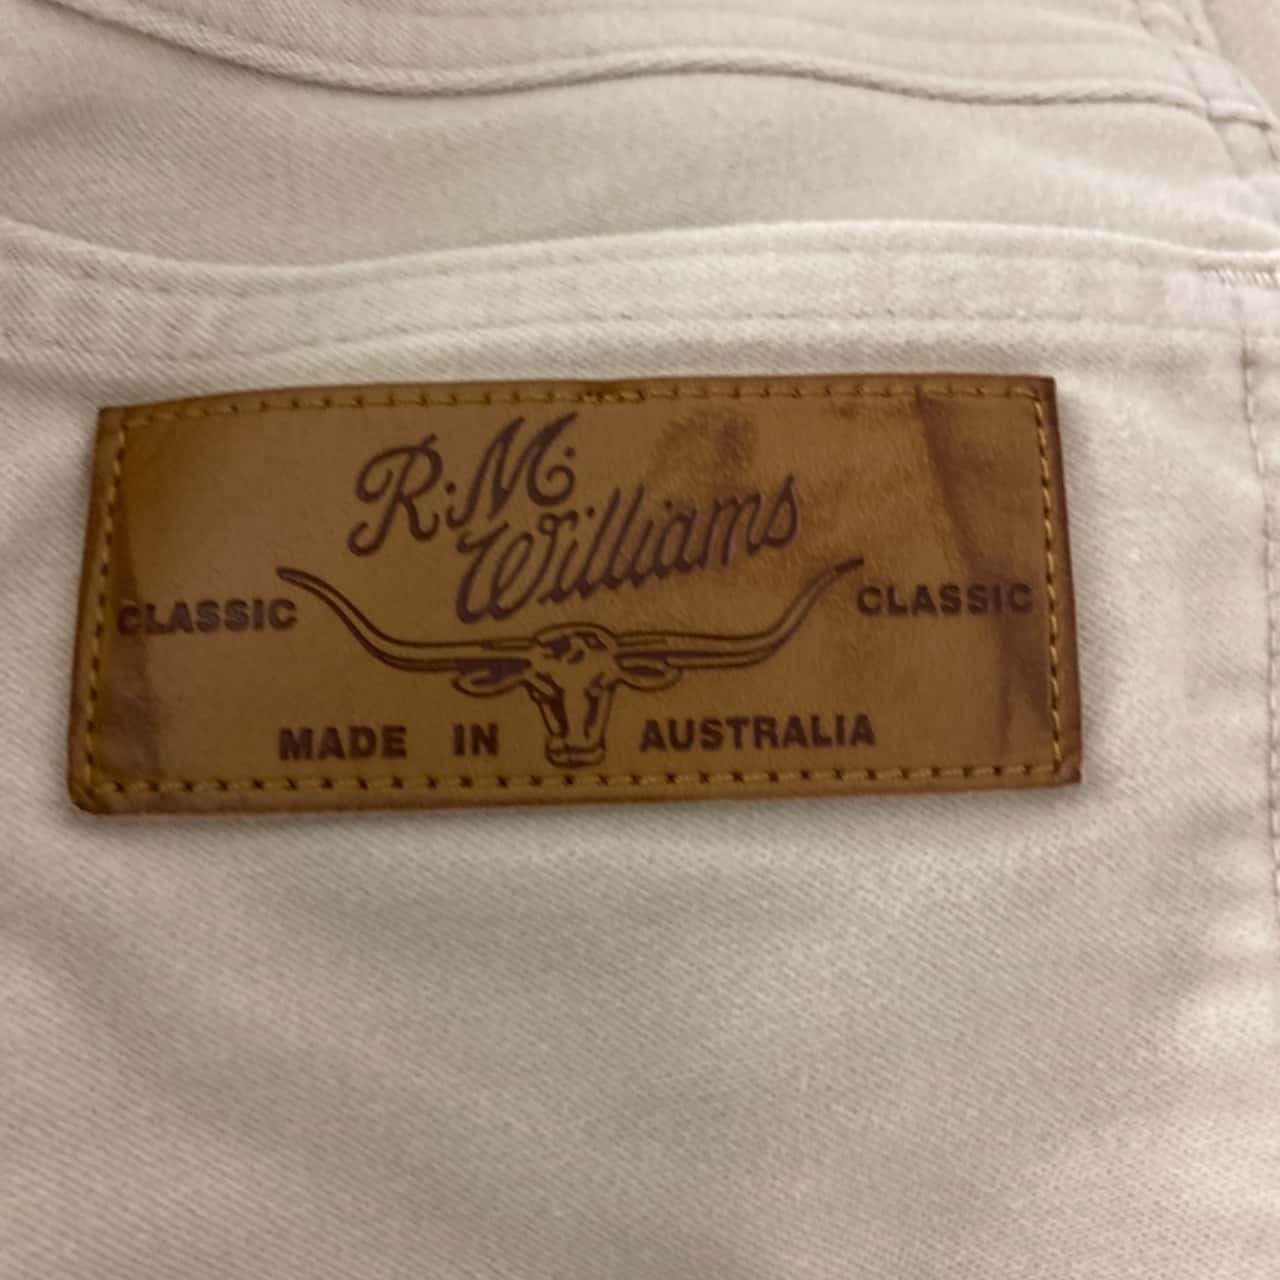 R.M.
Williams
CLASSIC CLASSIC
MADE IN AUSTRALIA